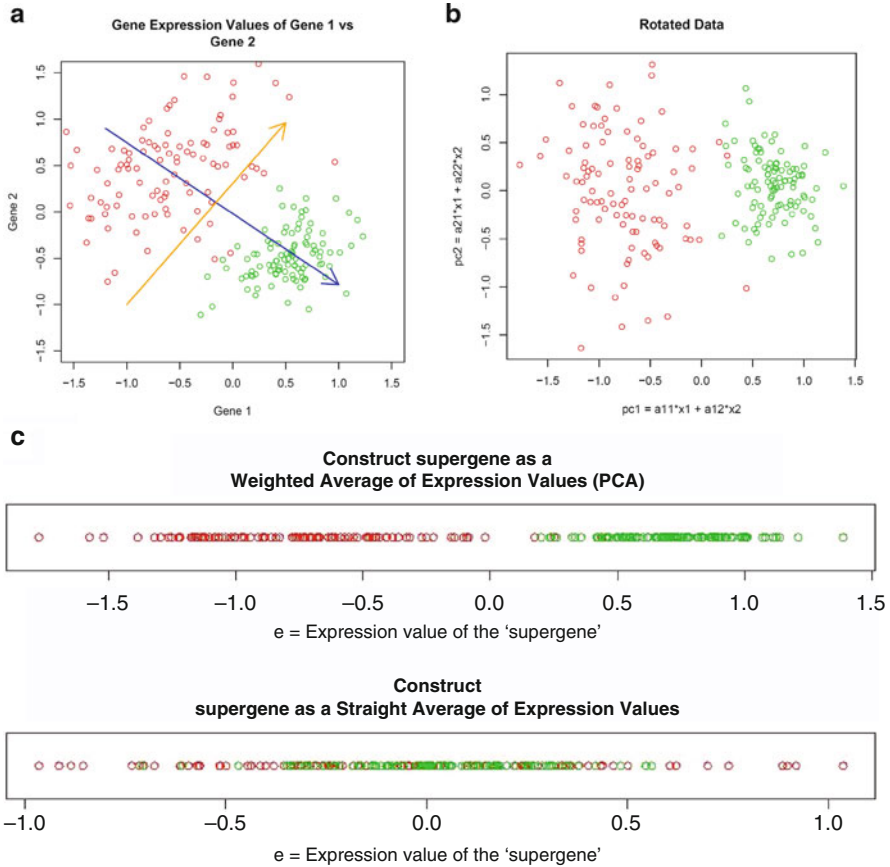 a
Gene Expression Values of Gene 1 vs
Gene 2
1.5
1.0
0.5
0.0
−0.5
−1.0
−1.5
Gene 2
−1.5 −1.0 −0.5 0.0 0.5 1.0 1.5
Gene 1
b
Rotated Data
1.0
0.5
0.0
−0.5
−1.0
−1.5
pc2 = a21*x1 + a22*x2
−1.5 −1.0 −0.5 0.0 0.5 1.0 1.5
pc1 = a11*x1 + a12*x2
c
Construct supergene as a
Weighted Average of Expression Values (PCA)
−1.5 −1.0 −0.5 0.0 0.5 1.0 1.5
e = Expression value of the ‘supergene’
Construct
supergene as a Straight Average of Expression Values
−1.0 −0.5 0.0 0.5 1.0
e = Expression value of the ‘supergene’